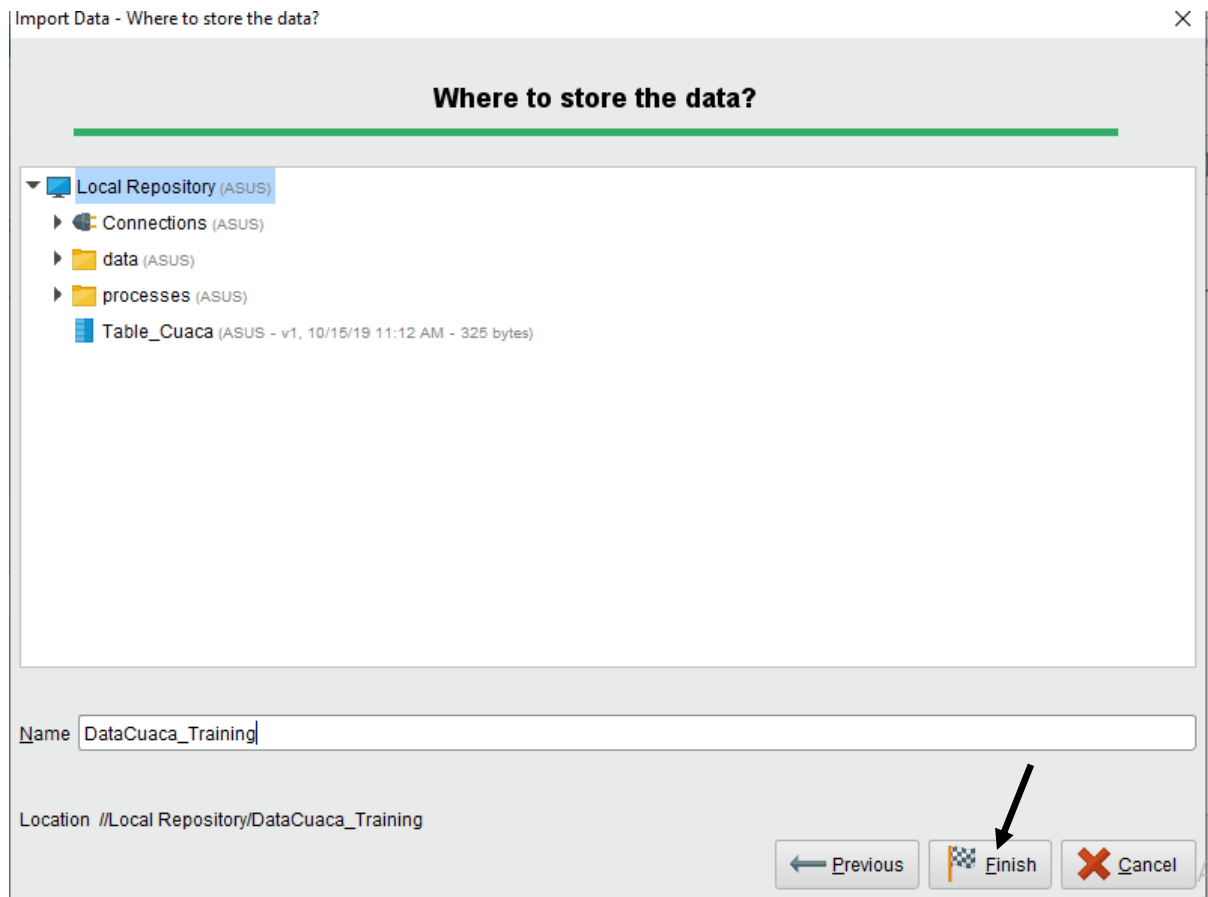 Import Data - Where to store the data?
Where to store the data?
Local Repository (ASUS)
Connections (ASUS)
data (ASUS)
processes (ASUS)
Table_Cuaca (ASUS - v1, 10/15/19 11:12 AM - 325 bytes)
Name DataCuaca_Training
Location //Local Repository/DataCuaca_Training
Previous Finish Cancel